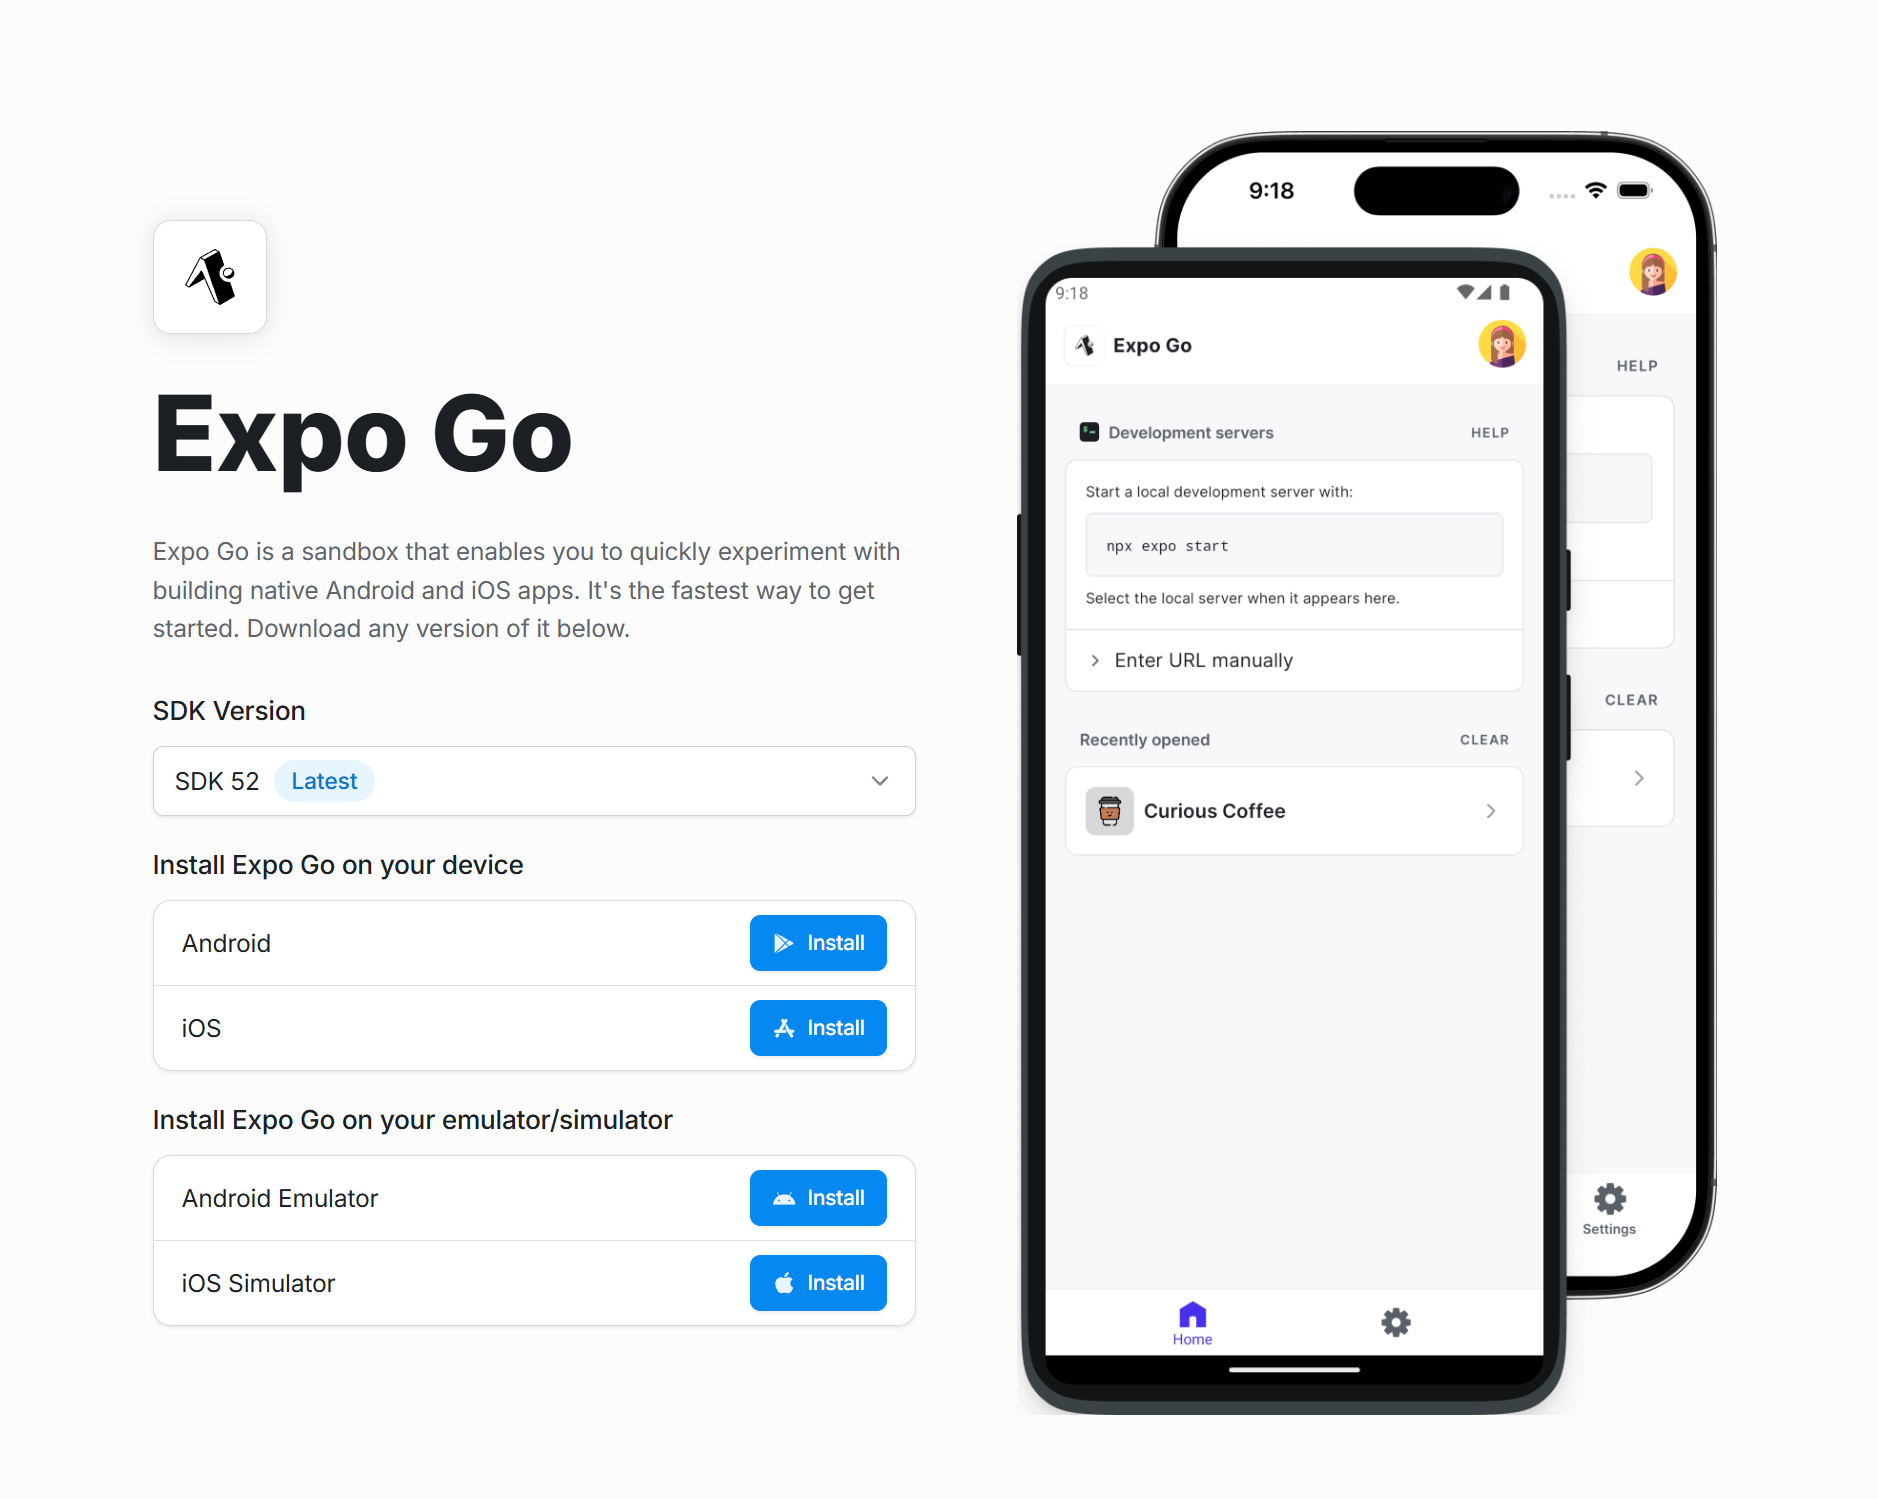 Expo Go
Expo Go is a sandbox that enables you to quickly experiment with
building native Android and iOS apps. It's the fastest way to get
started. Download any version of it below.
SDK Version
SDK 52 Latest
Install Expo Go on your device
Android Install
iOS Install
Install Expo Go on your emulator/simulator
Android Emulator Install
iOS Simulator Install
9:18
HELP
CLEAR
Settings
9:18
Expo Go
Development servers HELP
Start a local development server with:
npx expo start
Select the local server when it appears here.
Enter URL manually
Recently opened CLEAR
Curious Coffee
Home